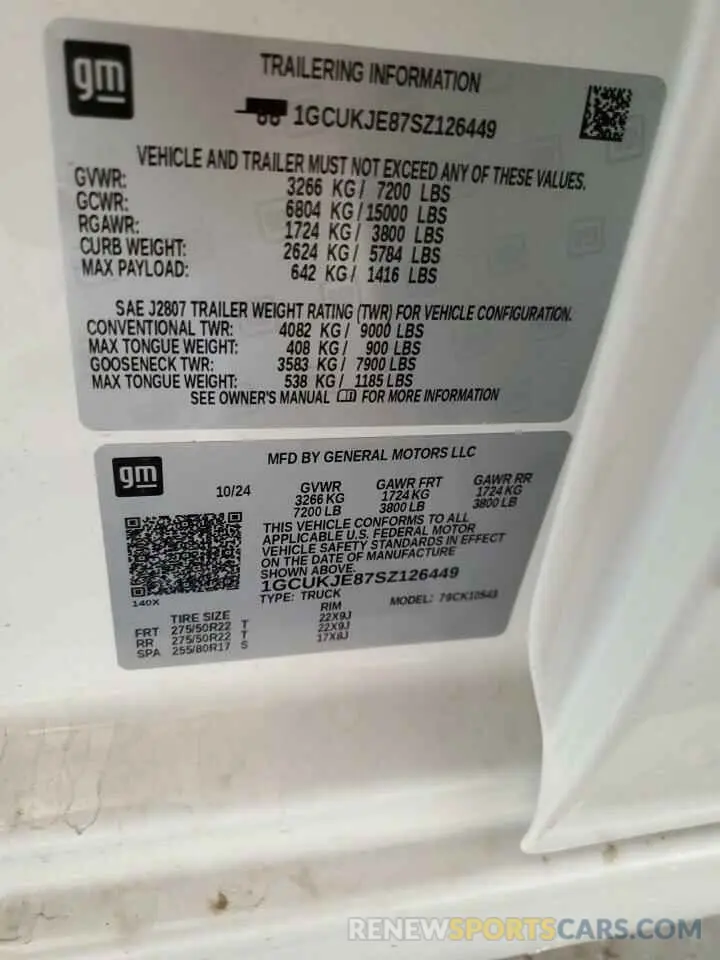 gm
TRAILERING INFORMATION
1GCUKJE87SZ126449
VEHICLE AND TRAILER MUST NOT EXCEED ANY OF THESE VALUES.
GVWR: 3266 KG / 7200 LBS
GCWR: 6804 KG / 15000 LBS
RGAWR: 1724 KG / 3800 LBS
CURB WEIGHT: 2624 KG / 5784 LBS
MAX PAYLOAD: 642 KG / 1416 LBS
SAE J2807 TRAILER WEIGHT RATING (TWR) FOR VEHICLE CONFIGURATION.
CONVENTIONAL TWR: 4082 KG / 9000 LBS
MAX TONGUE WEIGHT: 408 KG / 900 LBS
GOOSENECK TWR: 3583 KG / 7900 LBS
MAX TONGUE WEIGHT: 538 KG / 1185 LBS
SEE OWNER'S MANUAL FOR MORE INFORMATION
gm
MFD BY GENERAL MOTORS LLC
10/24 GVWR GAWR FRT GAWR RR
3266 KG 1724 KG 1724 KG
7200 LB 3800 LB 3800 LB
THIS VEHICLE CONFORMS TO ALL
APPLICABLE U.S. FEDERAL MOTOR
VEHICLE SAFETY STANDARDS IN EFFECT
ON THE DATE OF MANUFACTURE
SHOWN ABOVE.
1GCUKJE87SZ126449
140X TYPE: TRUCK MODEL: 79CK10543
TIRE SIZE RIM
FRT 275/50R22 T 22X9J
RR 275/50R22 T 22X9J
SPA 255/80R17 S 17X8J
RENEWSPORTSCARS.COM